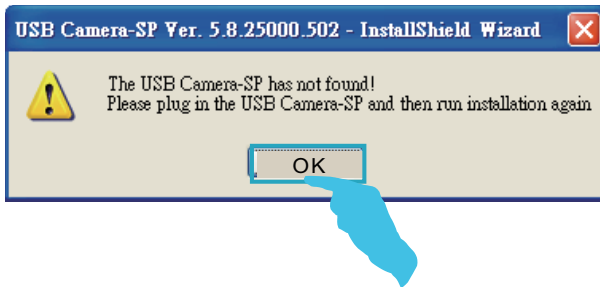 USB Camera-SP Ver. 5.8.25000.502 - InstallShield Wizard
The USB Camera-SP has not found!
Please plug in the USB Camera-SP and then run installation again
OK